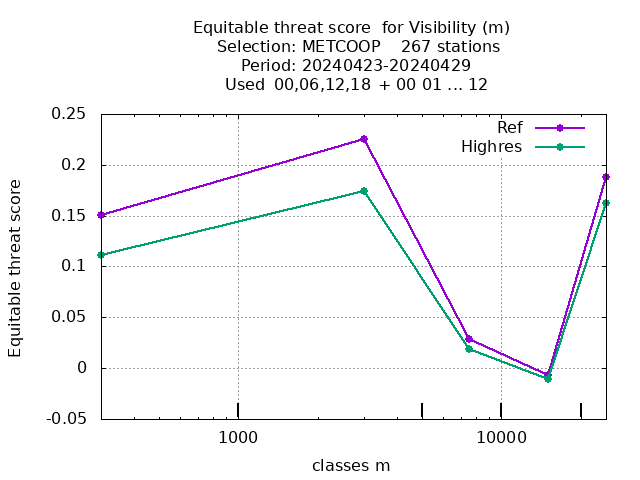 Equitable threat score  for Visibility (m)
Selection: METCOOP    267 stations
Period: 20240423-20240429
Used  00,06,12,18  + 00 01 ... 12
Ref
Highres
0.25
0.2
0.15
0.1
0.05
0
-0.05
Equitable threat score
1000
10000
classes m